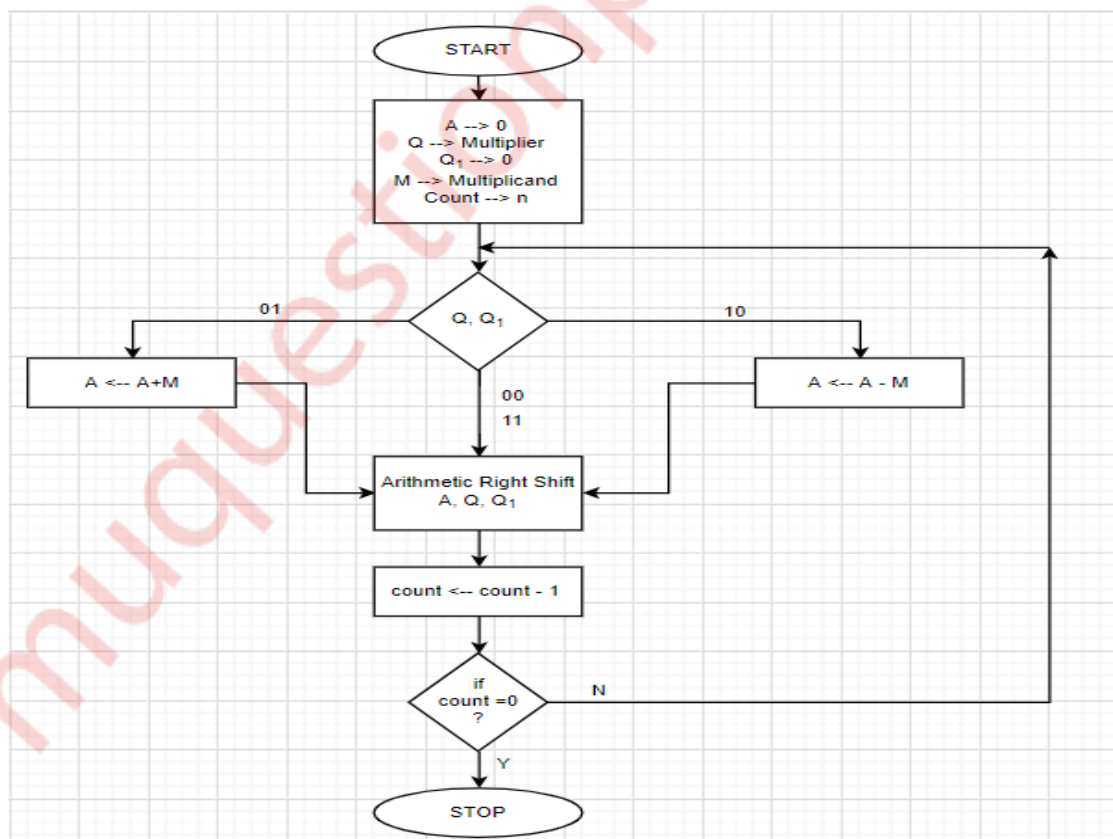 START
A --> 0
Q --> Multiplier
Q₁ --> 0
M --> Multiplicand
Count --> n
01
Q, Q₁
10
A <-- A+M
00
11
A <-- A - M
Arithmetic Right Shift
A, Q, Q₁
count <-- count - 1
if
count =0
?
N
Y
STOP
muquestionp